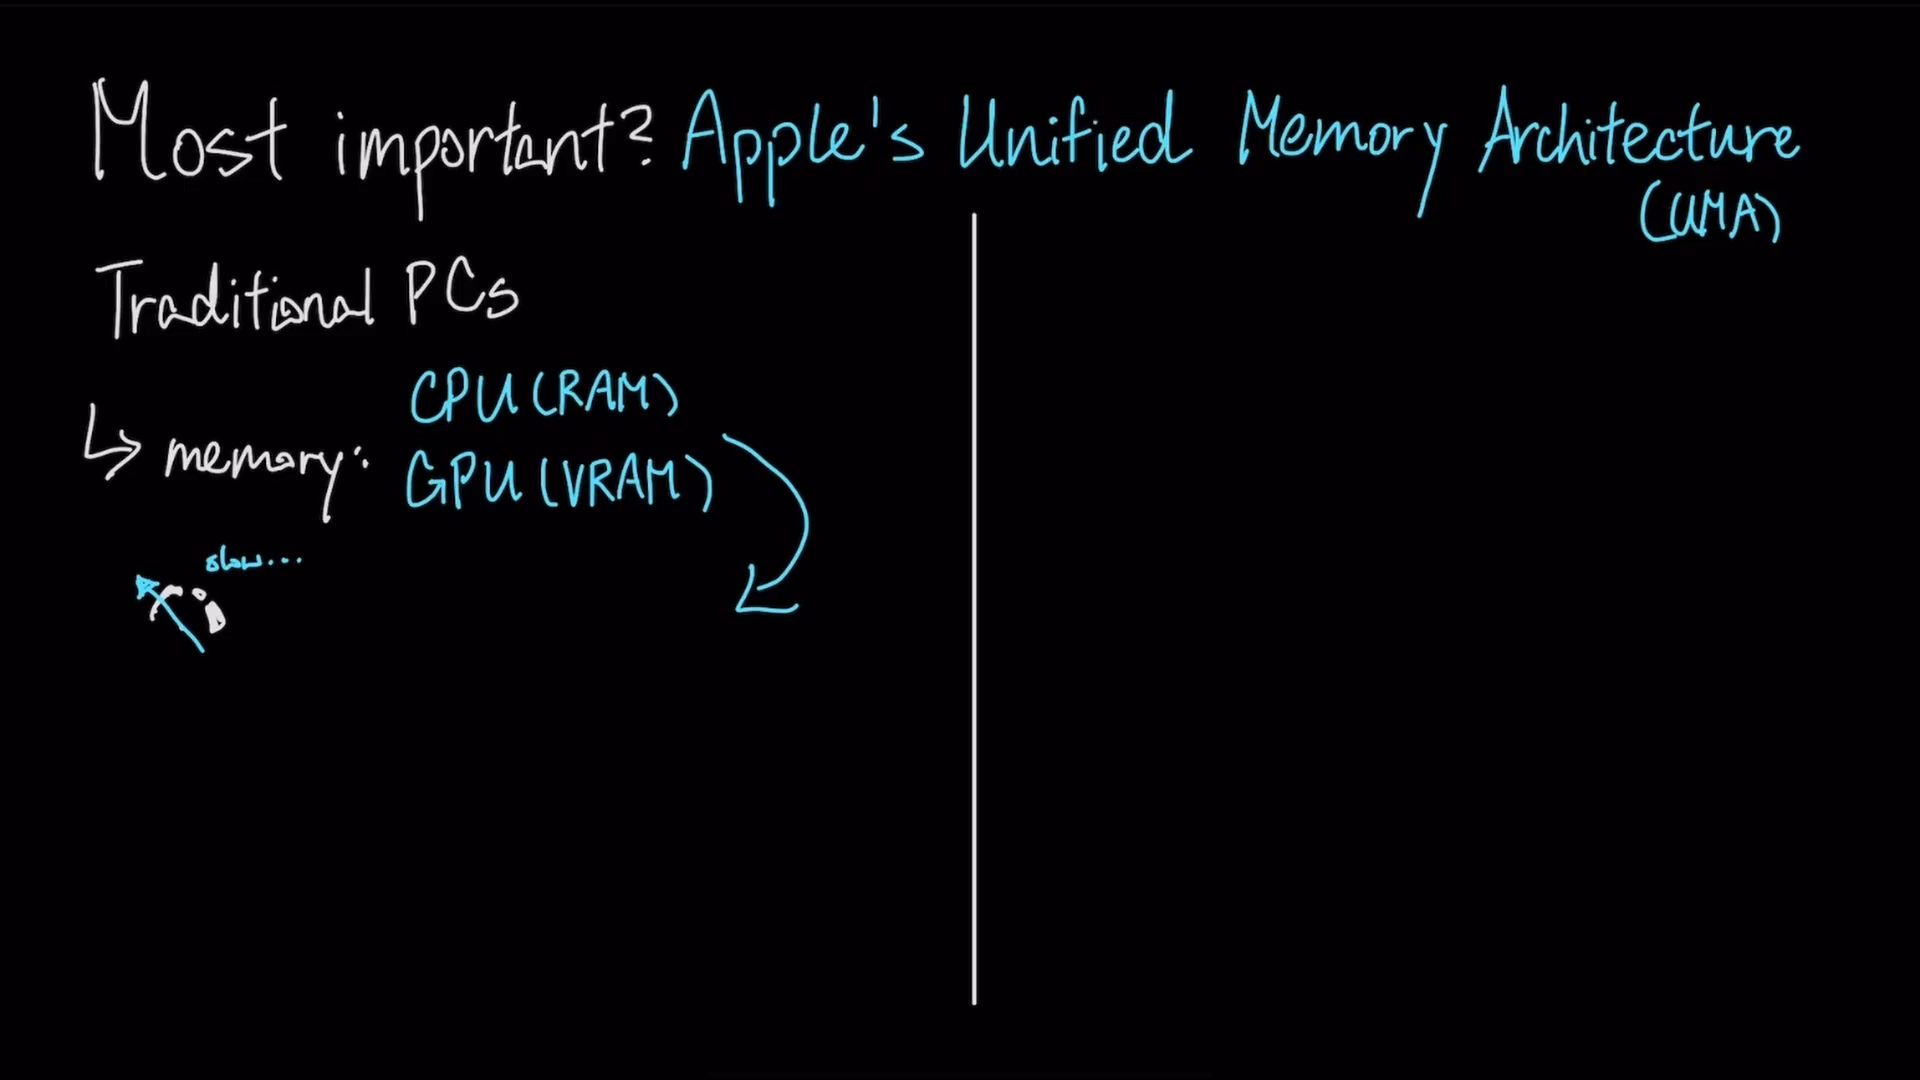 Most important? Apple's Unified Memory Architecture
(UMA)
Traditional PCs
CPU (RAM)
↳ memory:
GPU (VRAM)
slow...